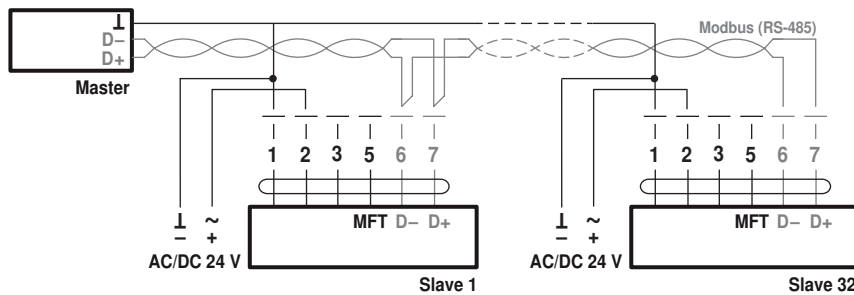 ⊥
D–
D+
Master
Modbus (RS-485)
1 2 3 5 6 7
1 2 3 5 6 7
⊥ ~
– +
AC/DC 24 V
MFT D– D+
Slave 1
⊥ ~
– +
AC/DC 24 V
MFT D– D+
Slave 32